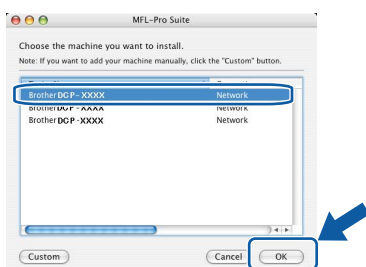 MFL-Pro Suite
Choose the machine you want to install.
Note: If you want to add your machine manually, click the "Custom" button.
Brother DCP-XXXX Network
Brother DCP-XXXX Network
Brother DCP-XXXX Network
Custom Cancel OK